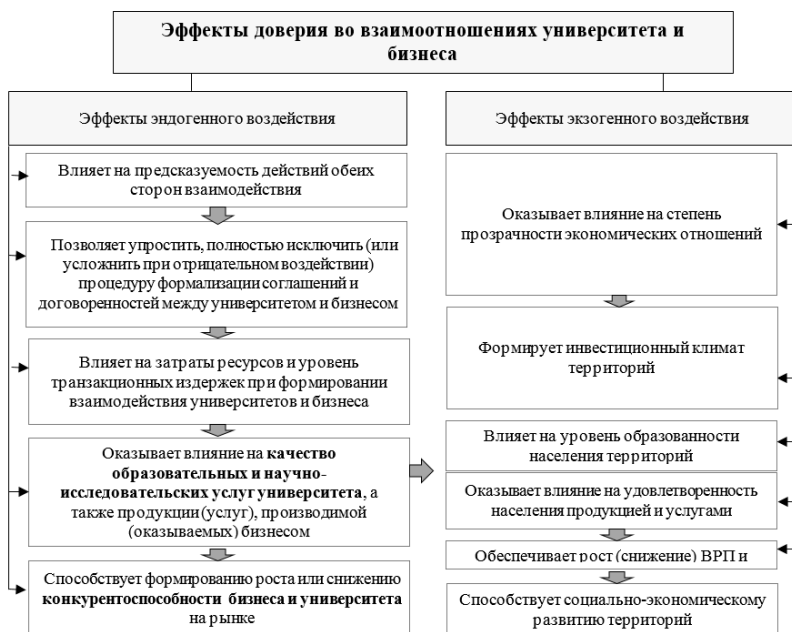 Эффекты доверия во взаимоотношениях университета и
бизнеса
Эффекты эндогенного воздействия
Влияет на предсказуемость действий обеих
сторон взаимодействия
Позволяет упростить, полностью исключить (или
усложнить при отрицательном воздействии)
процедуру формализации соглашений и
договоренностей между университетом и бизнесом
Влияет на затраты ресурсов и уровень
транзакционных издержек при формировании
взаимодействия университетов и бизнеса
Оказывает влияние на качество
образовательных и научно-
исследовательских услуг университета, а
также продукции (услуг), производимой
(оказываемых) бизнесом
Способствует формированию роста или снижению
конкурентоспособности бизнеса и университета
на рынке
Эффекты экзогенного воздействия
Оказывает влияние на степень
прозрачности экономических отношений
Формирует инвестиционный климат
территорий
Влияет на уровень образованности
населения территорий
Оказывает влияние на удовлетворенность
населения продукцией и услугами
Обеспечивает рост (снижение) ВРП и
Способствует социально-экономическому
развитию территорий